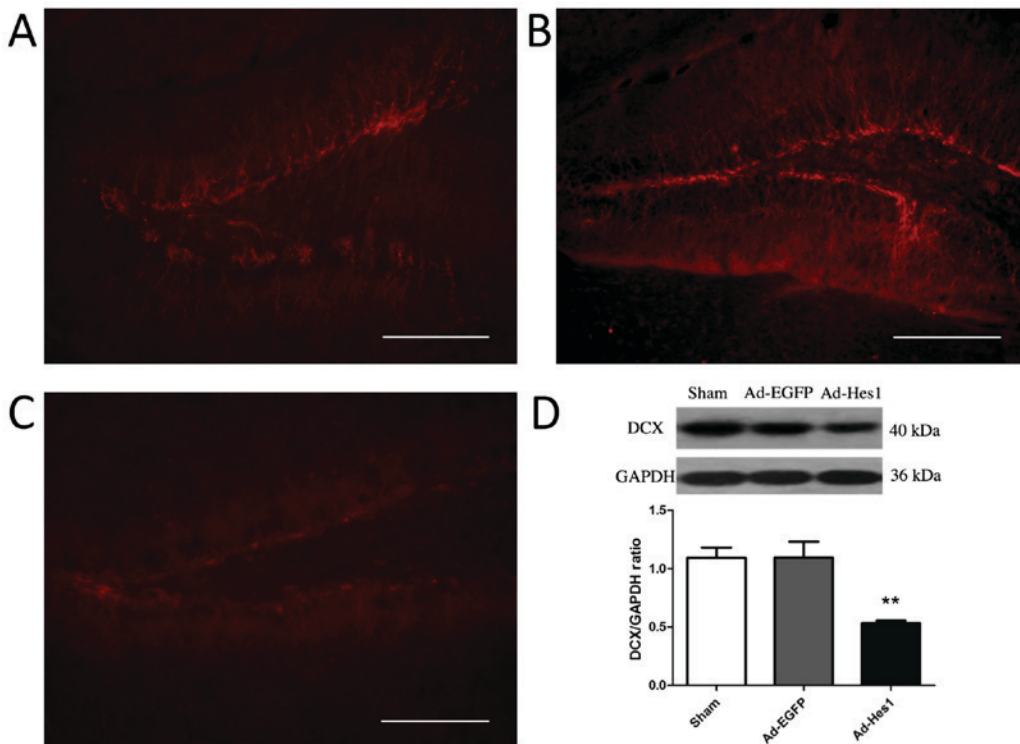 A
B
C
D
Sham Ad-EGFP Ad-Hes1
DCX 40 kDa
GAPDH 36 kDa
DCX/GAPDH ratio
1.5
1.0
0.5
0.0
**
Sham
Ad-EGFP
Ad-Hes1